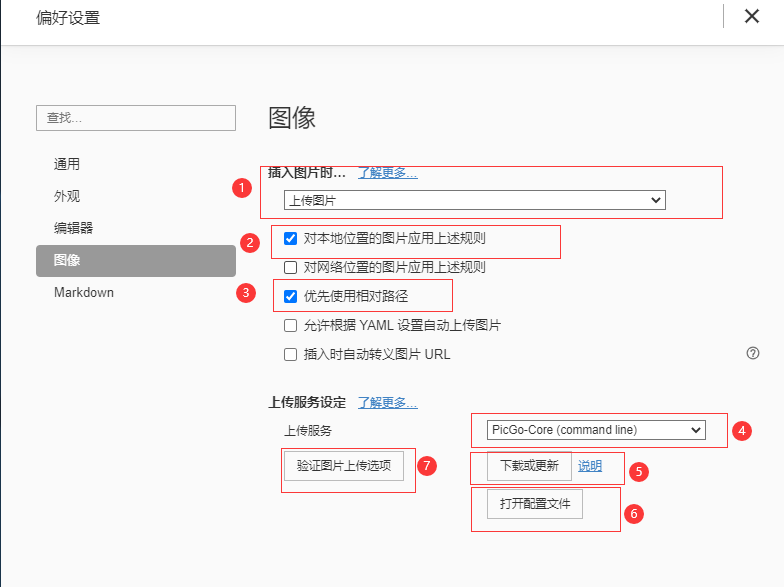 偏好设置
查找...
图像
通用
外观
编辑器
图像
Markdown
1
插入图片时... 了解更多...
上传图片
2
对本地位置的图片应用上述规则
对网络位置的图片应用上述规则
3
优先使用相对路径
允许根据 YAML 设置自动上传图片
插入时自动转义图片 URL
?
上传服务设定 了解更多...
上传服务
PicGo-Core (command line)
4
验证图片上传选项
7
下载或更新 说明
5
打开配置文件
6